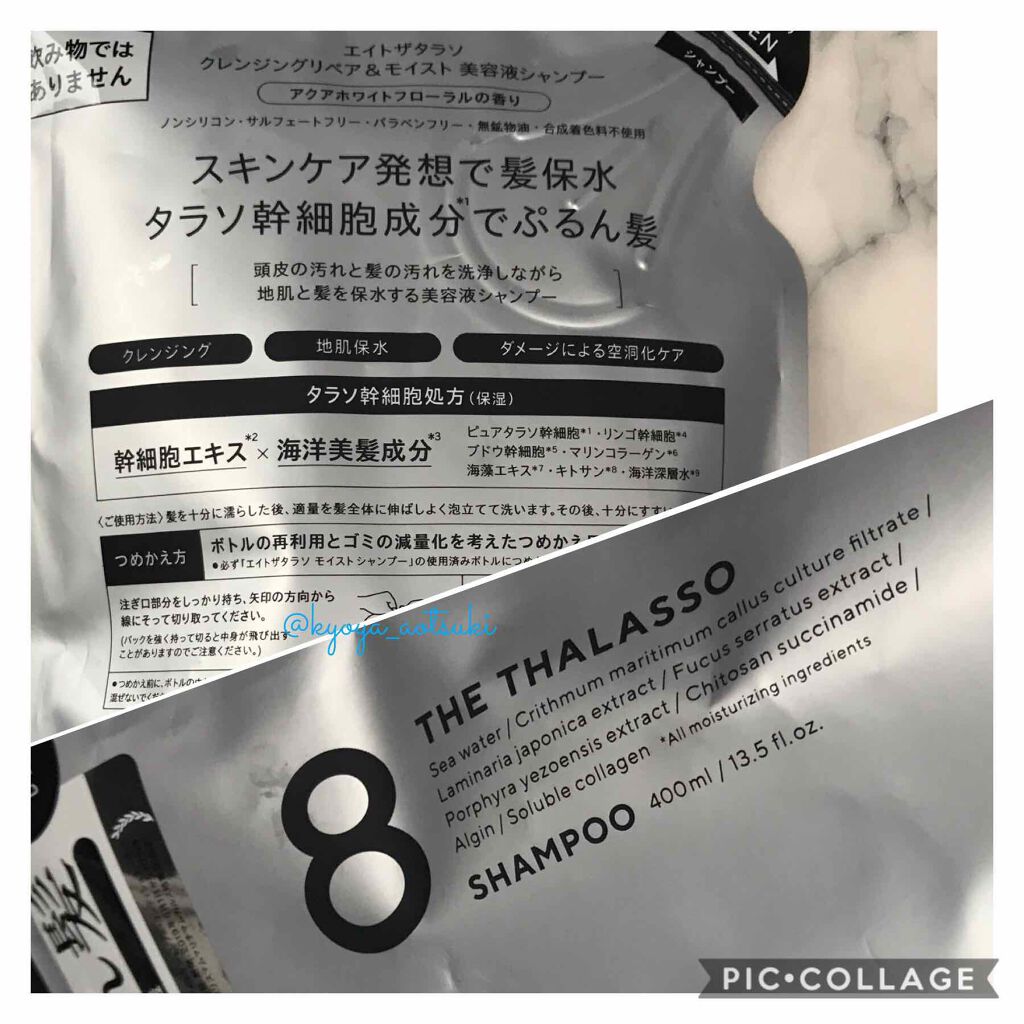 飲み物では
ありません
EN
シャンプー
エイトザタラソ
クレンジングリペア&モイスト 美容液シャンプー
アクアホワイトフローラルの香り
ノンシリコン・サルフェートフリー・パラベンフリー・無鉱物油・合成着色料不使用
スキンケア発想で髪保水
タラソ幹細胞成分*1でぷるん髪
頭皮の汚れと髪の汚れを洗浄しながら
地肌と髪を保水する美容液シャンプー
クレンジング
地肌保水
ダメージによる空洞化ケア
タラソ幹細胞処方(保湿)
幹細胞エキス*2×海洋美髪成分*3
ピュアタラソ幹細胞*1・リンゴ幹細胞*4
ブドウ幹細胞*5・マリンコラーゲン*6
海藻エキス*7・キトサン*8・海洋深層水*9
〈ご使用方法〉髪を十分に濡らした後、適量を髪全体に伸ばしよく泡立てて洗います。その後、十分にすす
つめかえ方
ボトルの再利用とゴミの減量化を考えたつめかえ
●必ず「エイトザタラソ モイスト シャンプー」の使用済みボトルにつめ
注ぎ口部分をしっかり持ち、矢印の方向から
線にそって切り取ってください。
(パックを強く持って切ると中身が飛び出す
ことがありますのでご注意ください。)
●つめかえ前に、ボトルの
混ぜないでくだ
@kyoya_aotsuki
8
THE THALASSO
Sea water / Crithmum maritimum callus culture filtrate /
Laminaria japonica extract / Fucus serratus extract /
Porphyra yezoensis extract / Chitosan succinamide /
Algin / Soluble collagen *All moisturizing ingredients
SHAMPOO 400ml / 13.5 fl.oz.
髪
PIC•COLLAGE